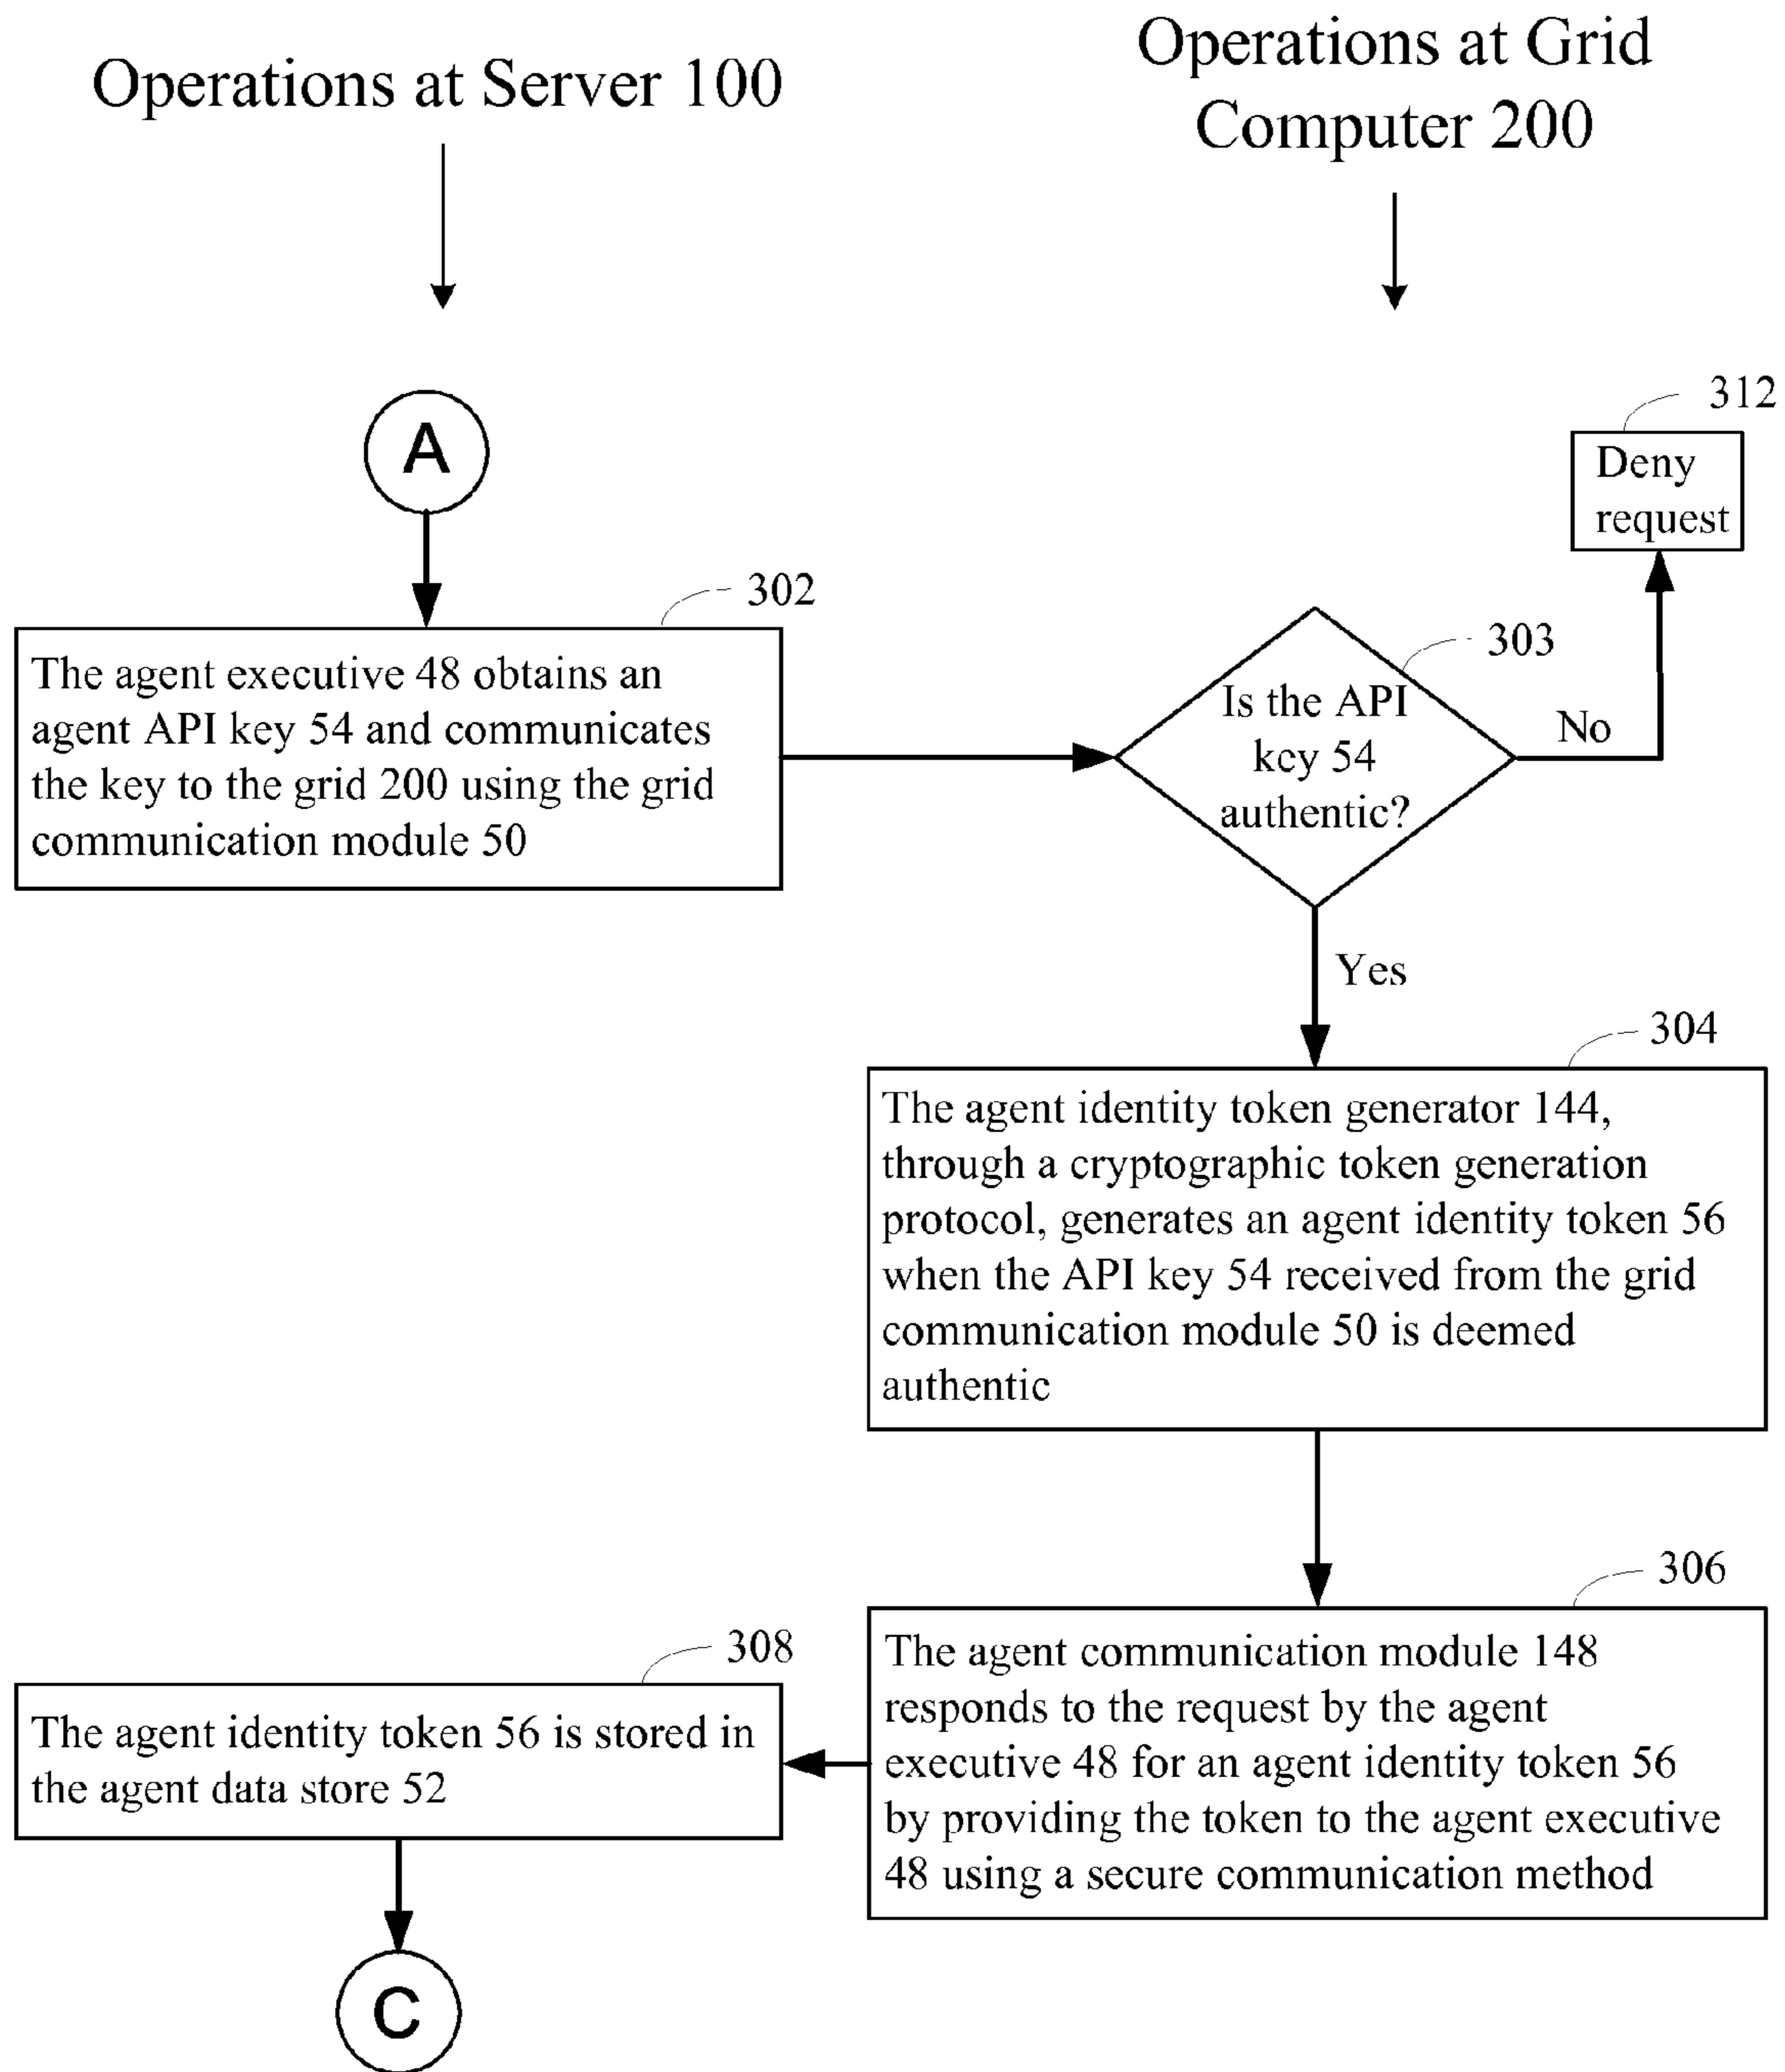 Operations at Server 100
Operations at Grid
Computer 200
A
312
Deny
request
302
The agent executive 48 obtains an
agent API key 54 and communicates
the key to the grid 200 using the grid
communication module 50
303
Is the API
key 54
authentic?
No
Yes
304
The agent identity token generator 144,
through a cryptographic token generation
protocol, generates an agent identity token 56
when the API key 54 received from the grid
communication module 50 is deemed
authentic
306
The agent communication module 148
responds to the request by the agent
executive 48 for an agent identity token 56
by providing the token to the agent executive
48 using a secure communication method
308
The agent identity token 56 is stored in
the agent data store 52
C